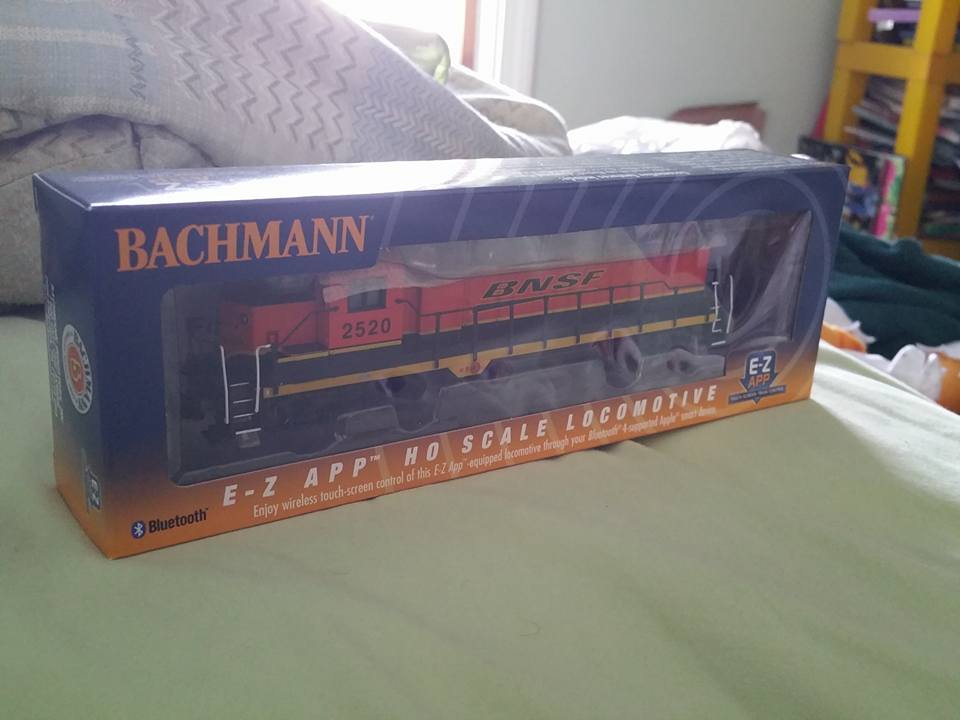 BACHMANN
BNSF
2520
E-Z
APP
E-Z APP™ HO SCALE LOCOMOTIVE
Enjoy wireless touch-screen control of this E-Z App™-equipped locomotive through your Bluetooth® 4-supported Apple® smart device.
Bluetooth™